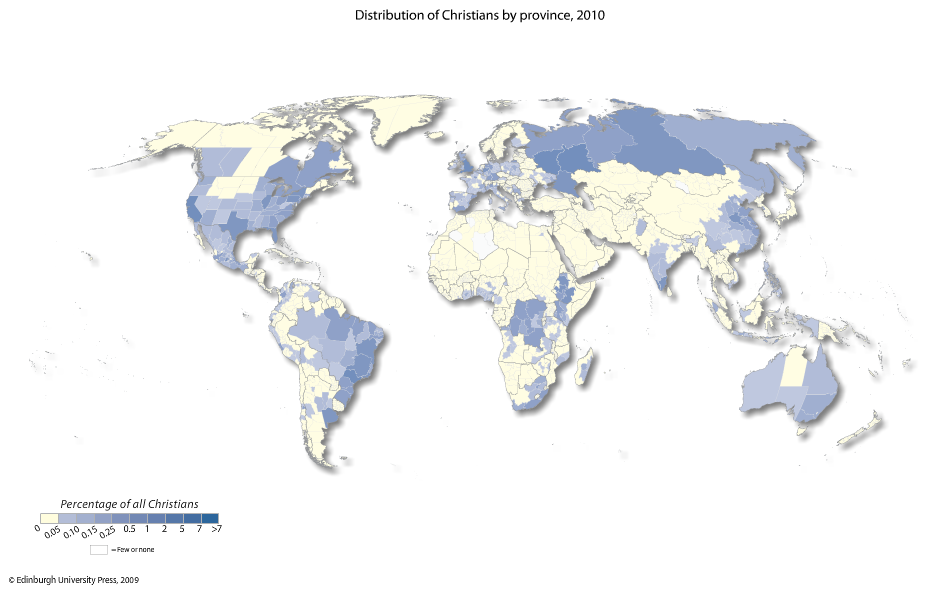 Distribution of Christians by province, 2010
Percentage of all Christians
0 0.05 0.10 0.15 0.25 0.5 1 2 5 7 >7
= Few or none
© Edinburgh University Press, 2009